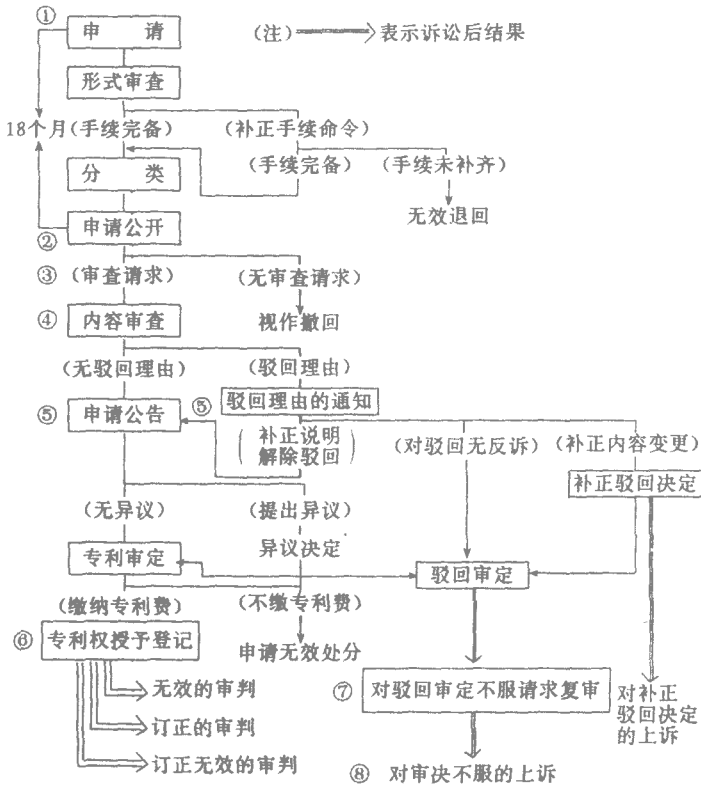 ①
申 请
(注) 表示诉讼后结果
形式审查
18个月(手续完备)
(补正手续命令)
(手续完备)
(手续未补齐)
分 类
无效退回
②
申请公开
③ (审查请求)
(无审查请求)
④ 内容审查
视作撤回
(无驳回理由)
(驳回理由)
⑤ 申请公告
⑤ 驳回理由的通知
(补正说明
解除驳回)
(对驳回无反诉)
(补正内容变更)
补正驳回决定
(无异议)
(提出异议)
异议决定
专利审定
驳回审定
(缴纳专利费)
(不缴专利费)
⑥ 专利权授予登记
申请无效处分
无效的审判
订正的审判
订正无效的审判
⑦ 对驳回审定不服请求复审
对补正
驳回决定
的上诉
⑧ 对审决不服的上诉